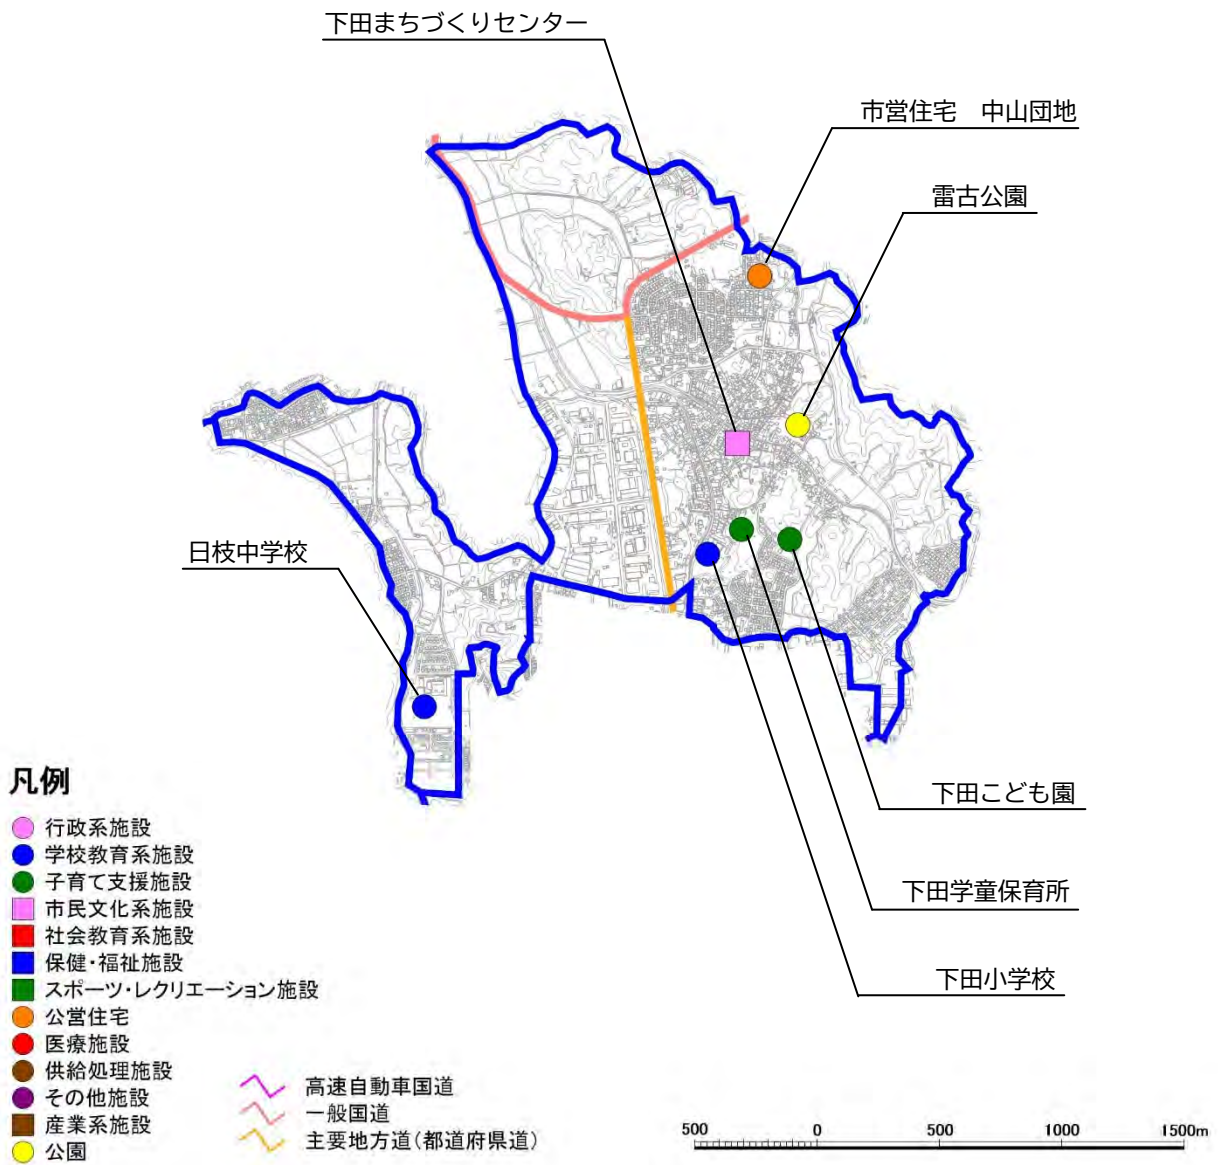 下田まちづくりセンター
市営住宅　中山団地
雷古公園
日枝中学校
下田こども園
下田学童保育所
下田小学校
凡例
行政系施設
学校教育系施設
子育て支援施設
市民文化系施設
社会教育系施設
保健・福祉施設
スポーツ・レクリエーション施設
公営住宅
医療施設
供給処理施設
その他施設
産業系施設
公園
高速自動車国道
一般国道
主要地方道（都道府県道）
500 0 500 1000 1500m